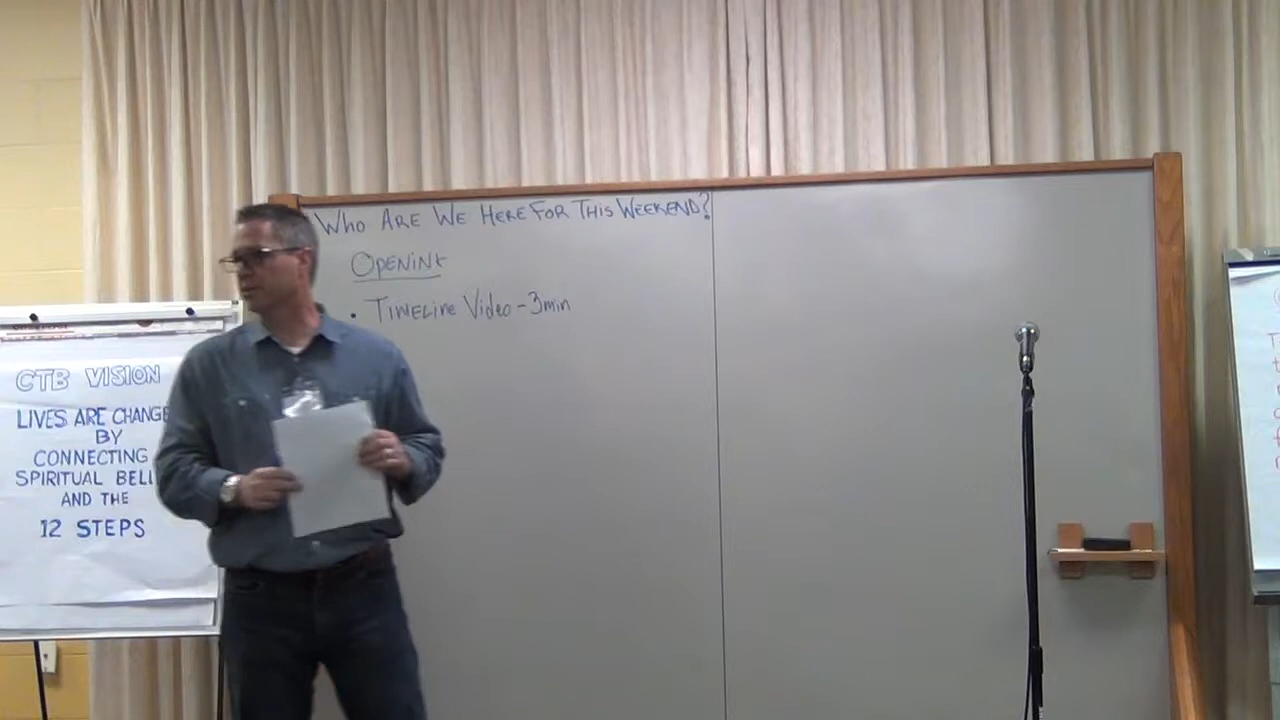 WHO ARE WE HERE FOR THIS WEEKEND?
OPENING
• TIMELINE VIDEO - 3min
CTB VISION
LIVES ARE CHANGE
BY
CONNECTING
SPIRITUAL BELI
AND THE
12 STEPS